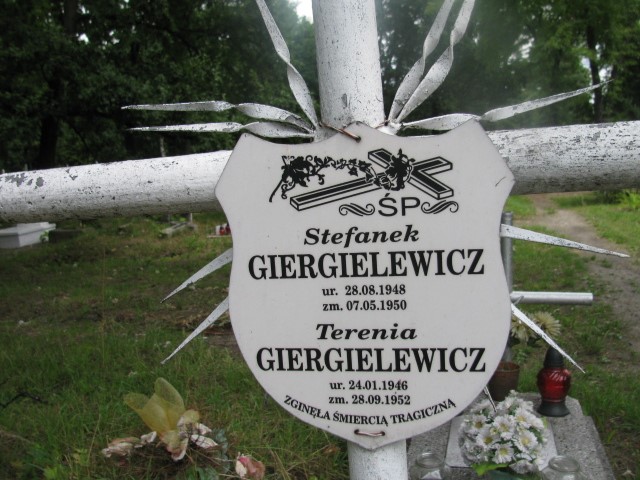 ŚP
Stefanek
GIERGIELEWICZ
ur. 28.08.1948
zm. 07.05.1950
Terenia
GIERGIELEWICZ
ur. 24.01.1946
zm. 28.09.1952
ZGINĘŁA ŚMIERCIĄ TRAGICZNĄ